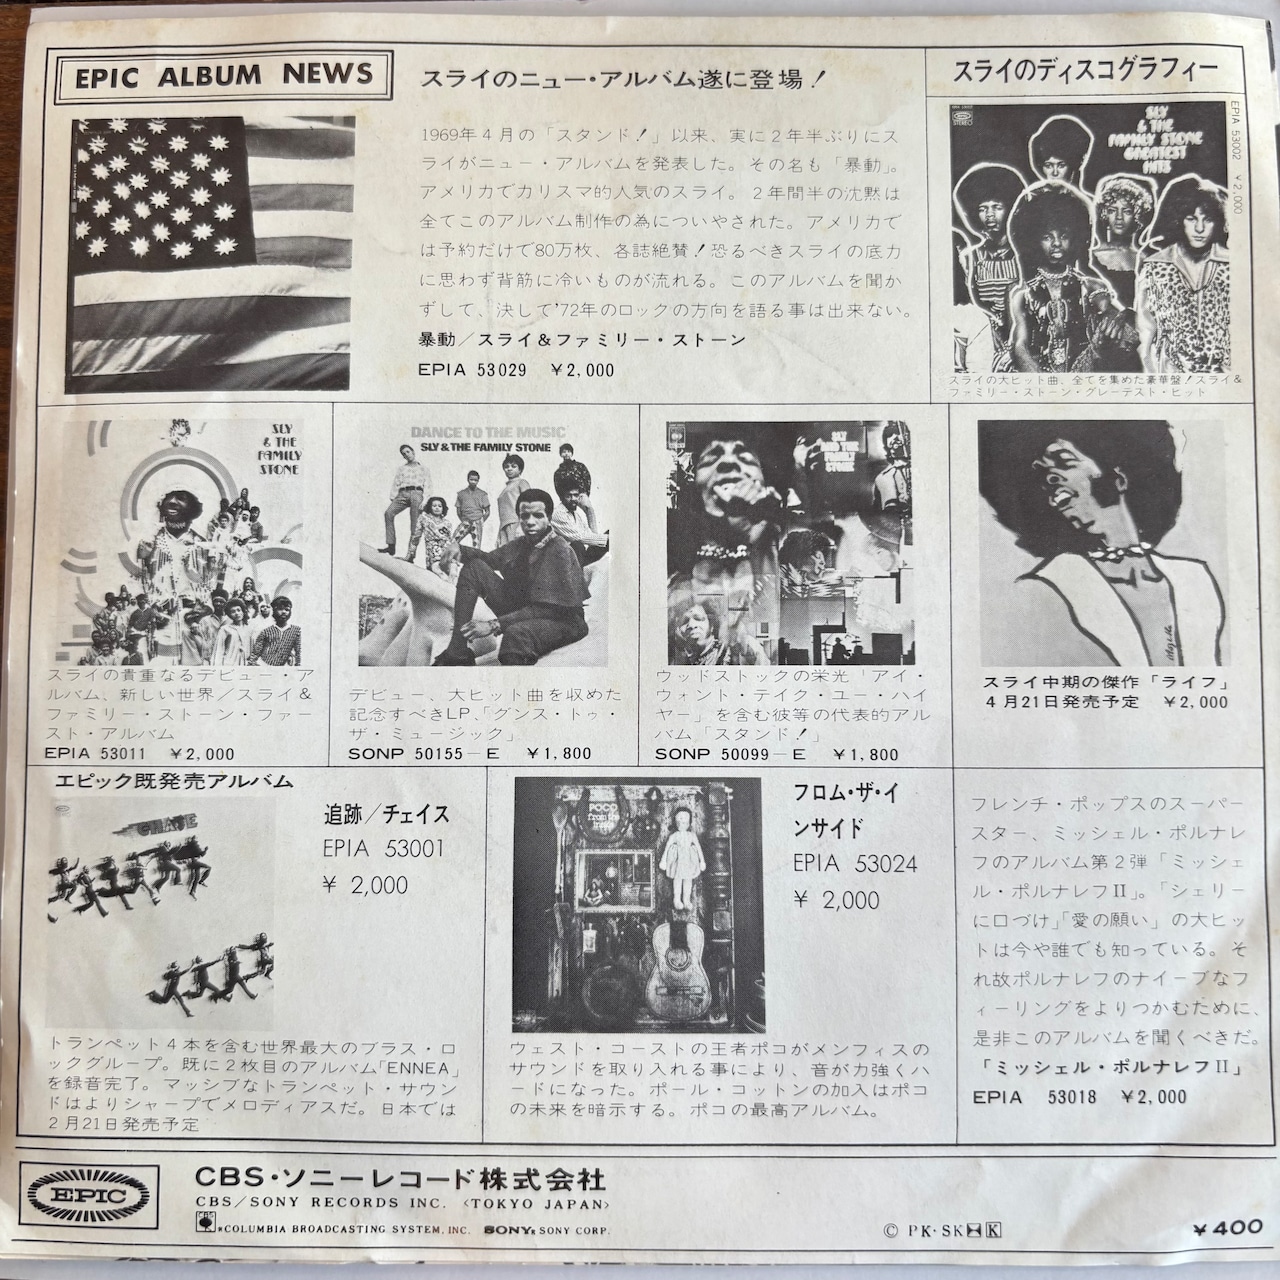 EPIC ALBUM NEWS
スライのニュー・アルバム遂に登場!
1969年4月の「スタンド!」以来、実に2年半ぶりにス
ライがニュー・アルバムを発表した。その名も「暴動」。
アメリカでカリスマ的人気のスライ。2年間半の沈黙は
全てこのアルバム制作の為についやされた。アメリカで
は予約だけで80万枚、各誌絶賛!恐るべきスライの底力
に思わず背筋に冷いものが流れる。このアルバムを聞か
ずして、決して'72年のロックの方向を語る事は出来ない。
暴動/スライ&ファミリー・ストーン
EPIA 53029 ¥2,000
スライのディスコグラフィー
SLY
& THE
FAMILY STONE
GREATEST
HITS
EPIA 53002 ¥2,000
スライの大ヒット曲、全てを集めた豪華盤!スライ&
ファミリー・ストーン・グレーテスト・ヒット
SLY
& THE
FAMILY
STONE
スライの貴重なるデビュー・ア
ルバム、新しい世界/スライ&
ファミリー・ストーン・ファー
スト・アルバム
EPIA 53011 ¥2,000
DANCE TO THE MUSIC
SLY & THE FAMILY STONE
デビュー、大ヒット曲を収めた
記念すべきLP、「ダンス・トゥ・
ザ・ミュージック」
SONP 50155-E ¥1,800
SLY
AND THE
FAMILY
STONE
ウッドストックの栄光「アイ・
ウォント・テイク・ユー・ハイ
ヤー」を含む彼等の代表的アル
バム「スタンド!」
SONP 50099-E ¥1,800
スライ中期の傑作「ライフ」
4月21日発売予定 ¥2,000
エピック既発売アルバム
CHASE
追跡/チェイス
EPIA 53001
¥ 2,000
トランペット4本を含む世界最大のブラス・ロ
ックグループ。既に2枚目のアルバム「ENNEA」
を録音完了。マッシブなトランペット・サウン
ドはよりシャープでメロディアスだ。日本では
2月21日発売予定
POCO
from the
inside
フロム・ザ・イ
ンサイド
EPIA 53024
¥ 2,000
ウェスト・コーストの王者ポコがメンフィスの
サウンドを取り入れる事により、音が力強くハ
ードになった。ポール・コットンの加入はポコ
の未来を暗示する。ポコの最高アルバム。
フレンチ・ポップスのスーパー
スター、ミッシェル・ポルナレ
フのアルバム第2弾「ミッシェ
ル・ポルナレフII」。「シェリー
に口づけ」「愛の願い」の大ヒッ
トは今や誰でも知っている。そ
れ故ポルナレフのナイーブなフ
ィーリングをよりつかむために、
是非このアルバムを聞くべきだ。
「ミッシェル・ポルナレフII」
EPIA 53018 ¥2,000
EPIC
CBS・ソニーレコード株式会社
CBS/SONY RECORDS INC. <TOKYO JAPAN>
CBS *COLUMBIA BROADCASTING SYSTEM, INC. SONY: SONY CORP.
© PK・SK K
¥400